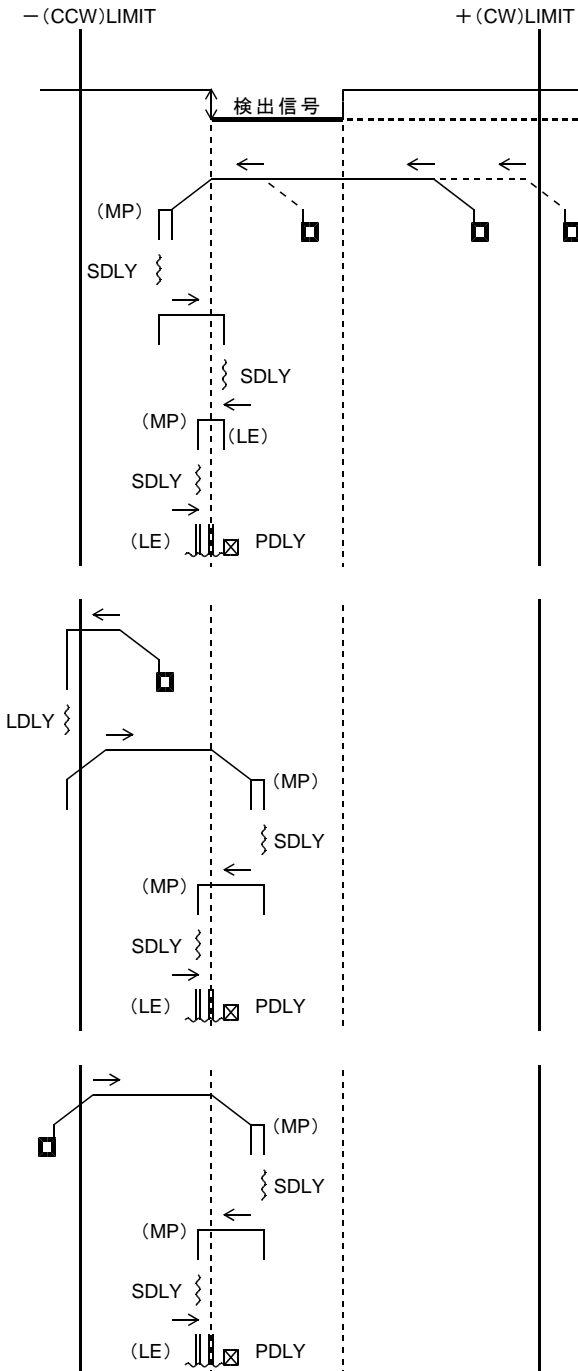 －(CCW)LIMIT
＋(CW)LIMIT
検出信号
(MP)
SDLY
SDLY
(MP)
(LE)
SDLY
(LE)
PDLY
LDLY
(MP)
SDLY
(MP)
SDLY
(LE)
PDLY
(MP)
SDLY
(MP)
SDLY
(LE)
PDLY